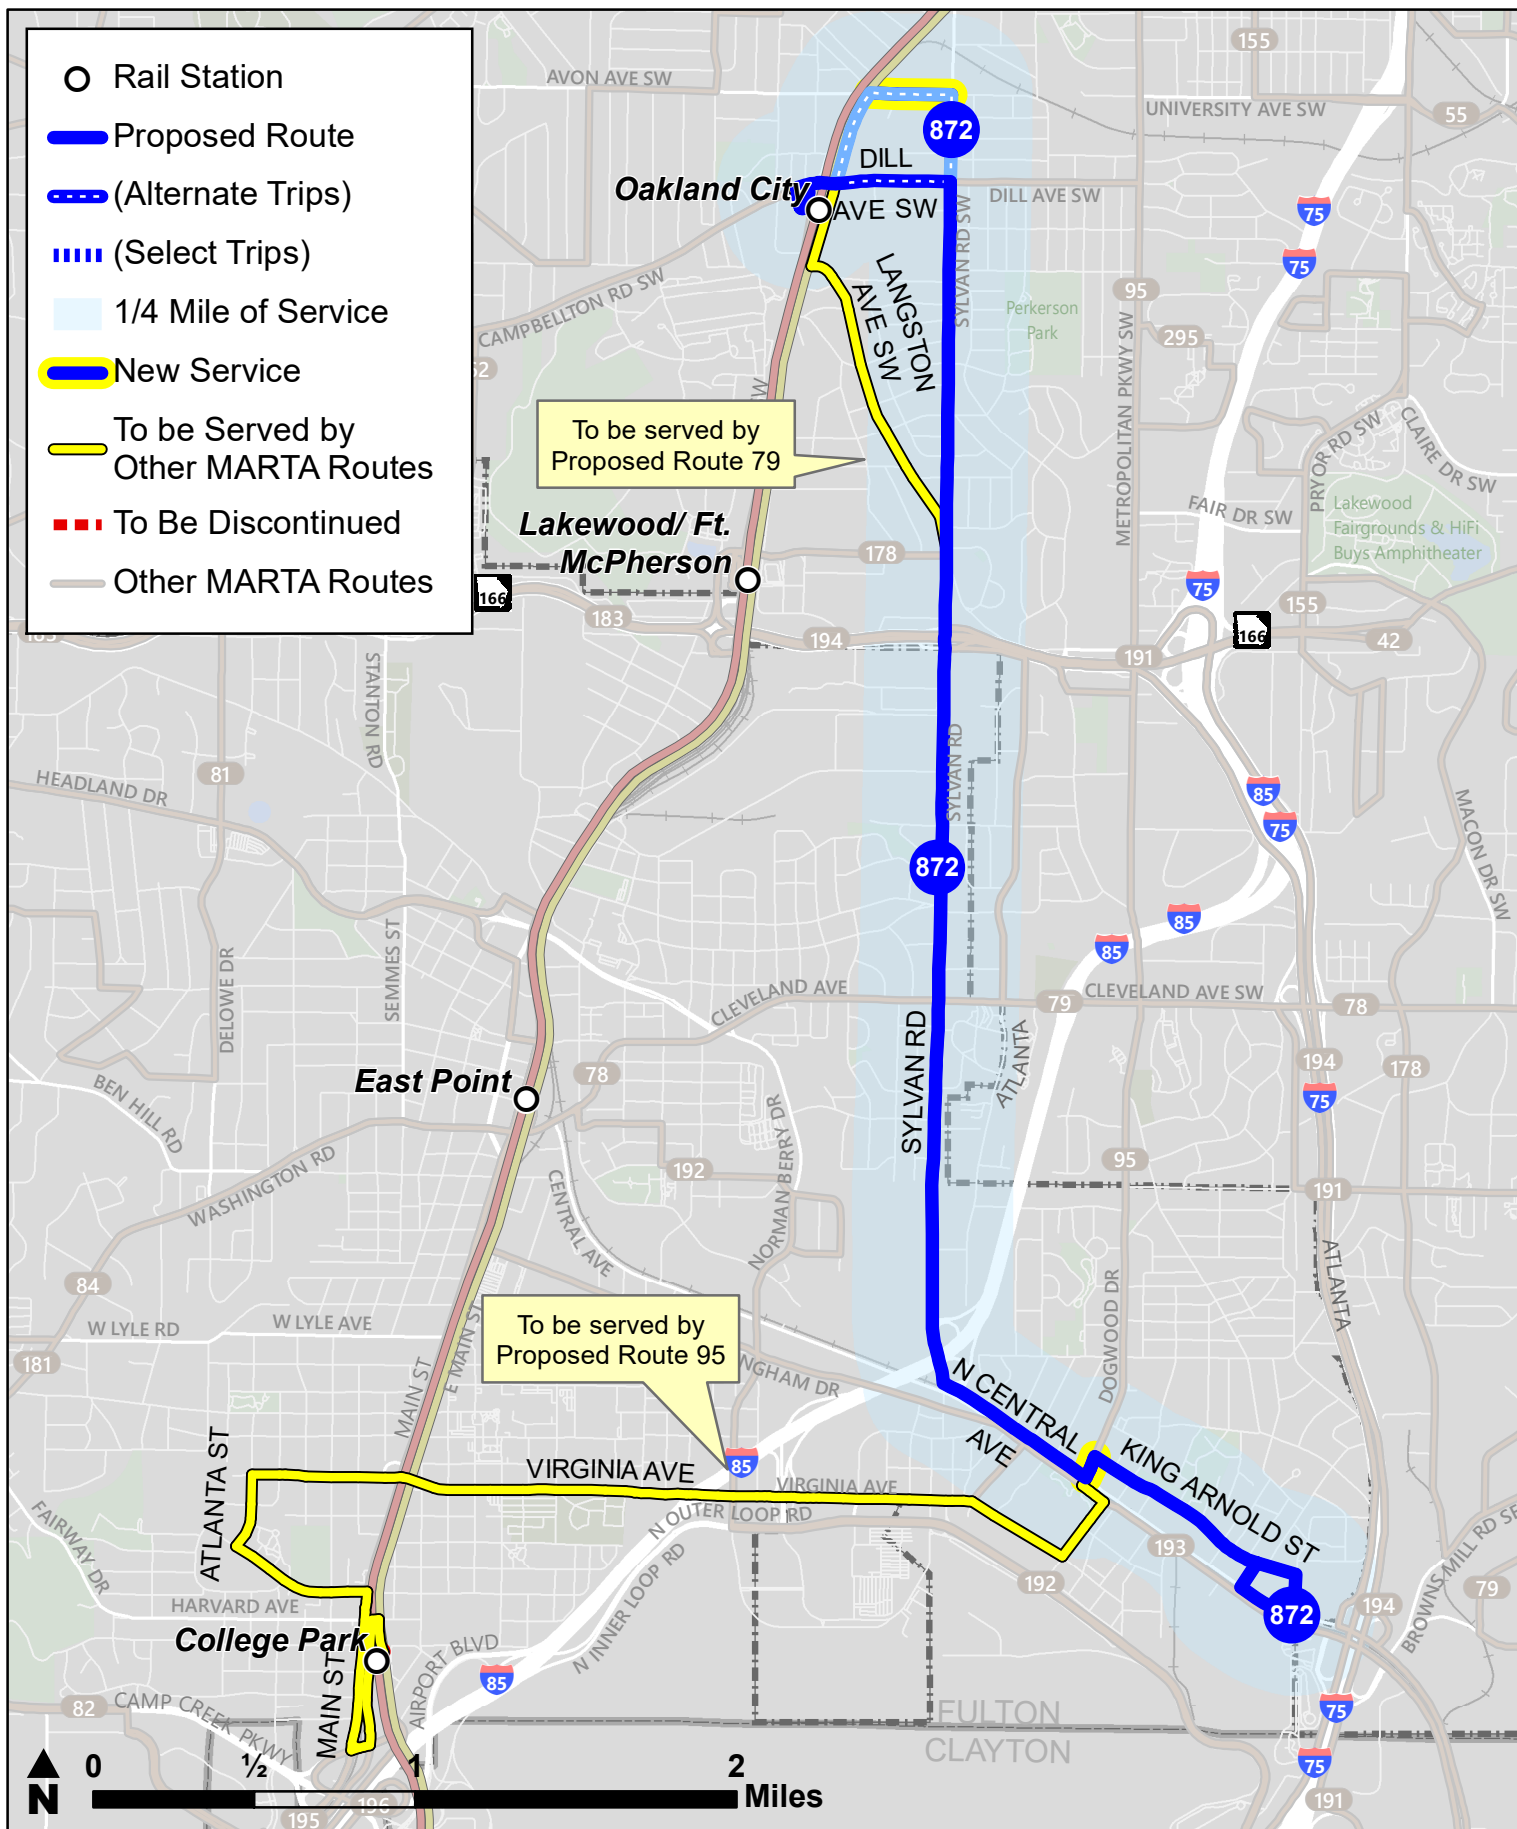 Rail Station
Proposed Route
(Alternate Trips)
(Select Trips)
1/4 Mile of Service
New Service
To be Served by
Other MARTA Routes
To Be Discontinued
Other MARTA Routes
155
AVON AVE SW
UNIVERSITY AVE SW
55
872
DILL
AVE SW
Oakland City
DILL AVE SW
SYLVAN RD SW
75
75
LANGSTON
AVE SW
CAMPBELLTON RD SW
95
Perkerson
Park
295
METROPOLITAN PKWY SW
To be served by
Proposed Route 79
PRYOR RD SW
CLAIRE DR SW
FAIR DR SW
Lakewood
Fairgrounds & HiFi
Buys Amphitheater
Lakewood/ Ft.
McPherson
178
166
183
194
75
155
166
42
191
STANTON RD
SYLVAN RD
HEADLAND DR
81
85
75
MACON DR SW
872
85
85
SEMMES ST
DELOWE DR
CLEVELAND AVE
79
CLEVELAND AVE SW
78
SYLVAN RD
ATLANTA
194
178
75
East Point
78
BEN HILL RD
WASHINGTON RD
192
NORMAN BERRY DR
CENTRAL AVE
95
191
84
ATLANTA
DOGWOOD DR
W LYLE RD
W LYLE AVE
E MAIN ST
MAIN ST
181
To be served by
Proposed Route 95
NGHAM DR
N CENTRAL
AVE
KING ARNOLD ST
85
VIRGINIA AVE
VIRGINIA AVE
ATLANTA ST
N OUTER LOOP RD
N INNER LOOP RD
FAIRWAY DR
HARVARD AVE
193
192
872
194
79
BROWNS MILL RD SE
College Park
MAIN ST
AIRPORT BLVD
85
82
CAMP CREEK PKWY
FULTON
CLAYTON
75
75
191
195
196
N
0 ½ 1 2
Miles